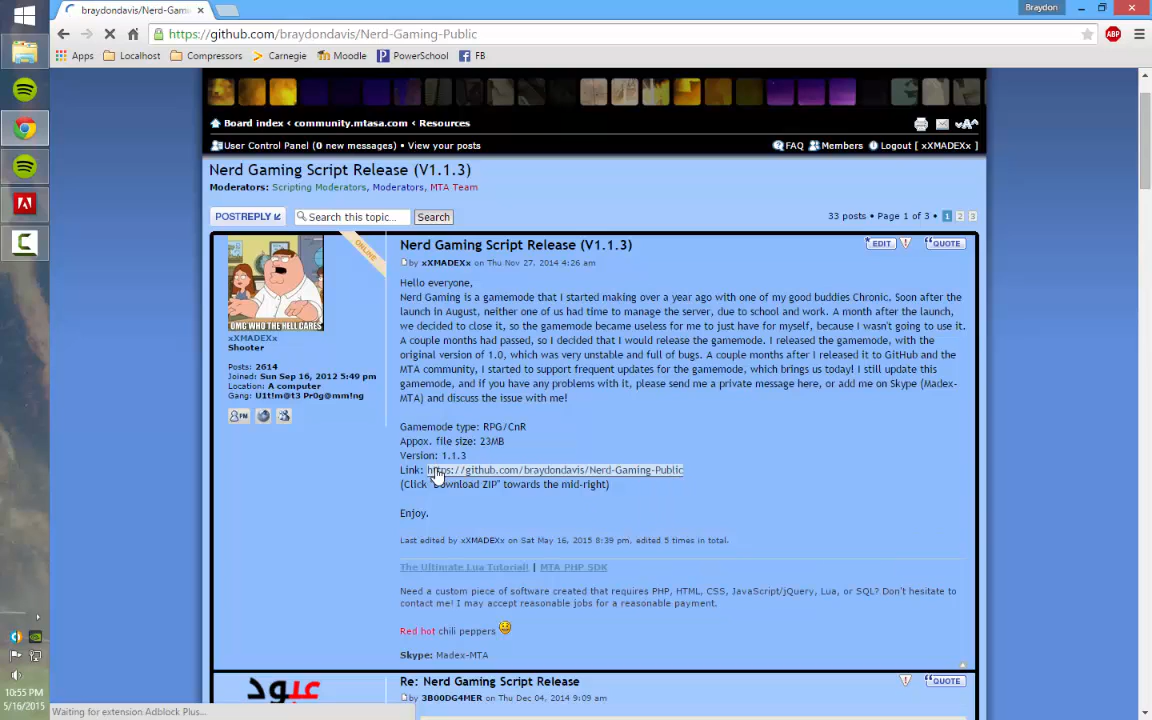 braydondavis/Nerd-Gami
Braydon
https://github.com/braydondavis/Nerd-Gaming-Public
ABP
Apps Localhost Compressors Carnegie Moodle PowerSchool FB
Board index ‹ community.mtasa.com ‹ Resources
User Control Panel (0 new messages) • View your posts
FAQ Members Logout [ xXMADEXx ]
Nerd Gaming Script Release (V1.1.3)
Moderators: Scripting Moderators, Moderators, MTA Team
POSTREPLY Search this topic... Search
33 posts • Page 1 of 3 • 1 2 3
ONLINE
OMC WHO THE HELL CARES
xXMADEXx
Shooter
Posts: 2614
Joined: Sun Sep 16, 2012 5:49 pm
Location: A computer
Gang: U1t!m@t3 Pr0g@mm!ng
PM
Nerd Gaming Script Release (V1.1.3)
EDIT ! QUOTE
by xXMADEXx on Thu Nov 27, 2014 4:26 am
Hello everyone,
Nerd Gaming is a gamemode that I started making over a year ago with one of my good buddies Chronic. Soon after the
launch in August, neither one of us had time to manage the server, due to school and work. A month after the launch,
we decided to close it, so the gamemode became useless for me to just have for myself, because I wasn't going to use it.
A couple months had passed, so I decided that I would release the gamemode. I released the gamemode, with the
original version of 1.0, which was very unstable and full of bugs. A couple months after I released it to GitHub and the
MTA community, I started to support frequent updates for the gamemode, which brings us today! I still update this
gamemode, and if you have any problems with it, please send me a private message here, or add me on Skype (Madex-
MTA) and discuss the issue with me!
Gamemode type: RPG/CnR
Appox. file size: 23MB
Version: 1.1.3
Link: https://github.com/braydondavis/Nerd-Gaming-Public
(Click "Download ZIP" towards the mid-right)
Enjoy.
Last edited by xXMADEXx on Sat May 16, 2015 8:39 pm, edited 5 times in total.
The Ultimate Lua Tutorial! | MTA PHP SDK
Need a custom piece of software created that requires PHP, HTML, CSS, JavaScript/jQuery, Lua, or SQL? Don't hesitate to
contact me! I may accept reasonable jobs for a reasonable payment.
Red hot chili peppers
Skype: Madex-MTA
عبود
Re: Nerd Gaming Script Release
! QUOTE
by 3B00DG4MER on Thu Dec 04, 2014 9:09 am
10:55 PM
5/16/2015
Waiting for extension Adblock Plus...